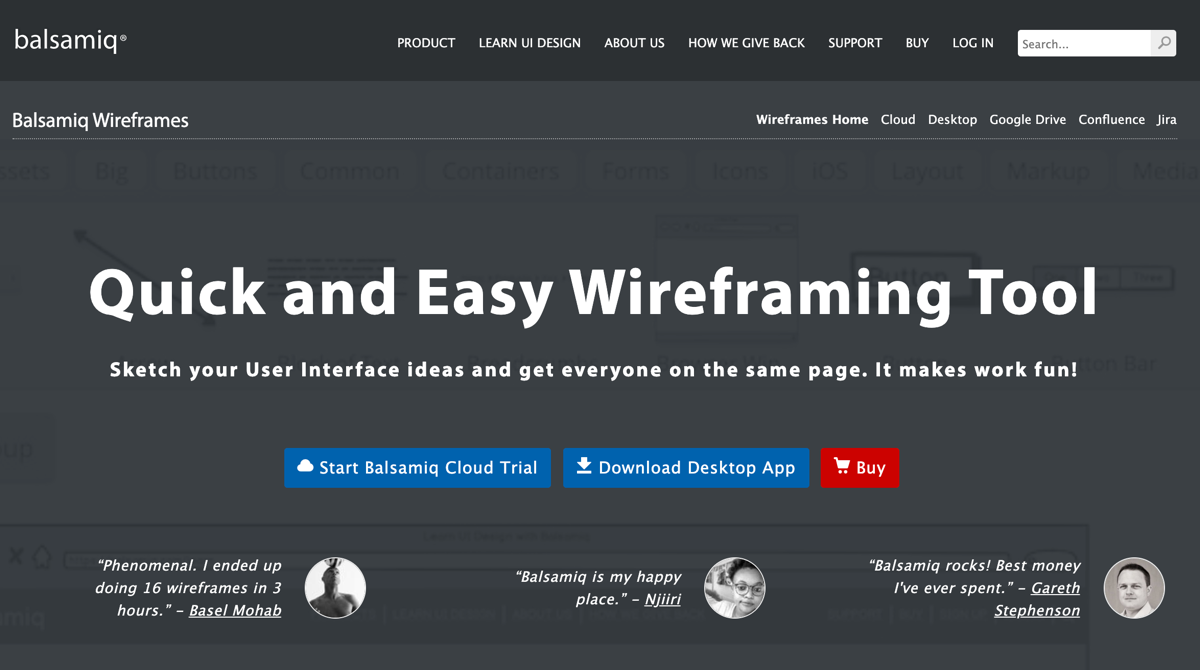 balsamiq®
PRODUCT LEARN UI DESIGN ABOUT US HOW WE GIVE BACK SUPPORT BUY LOG IN Search...
Balsamiq Wireframes
Wireframes Home Cloud Desktop Google Drive Confluence Jira
ssets Big Buttons Common Containers Forms Icons iOS Layout Markup Media
Button
Quick and Easy Wireframing Tool
Button Bar
Sketch your User Interface ideas and get everyone on the same page. It makes work fun!
Start Balsamiq Cloud Trial
Download Desktop App
Buy
“Phenomenal. I ended up
doing 16 wireframes in 3
hours.” – Basel Mohab
“Balsamiq is my happy
place.” – Njiiri
“Balsamiq rocks! Best money
I've ever spent.” – Gareth
Stephenson